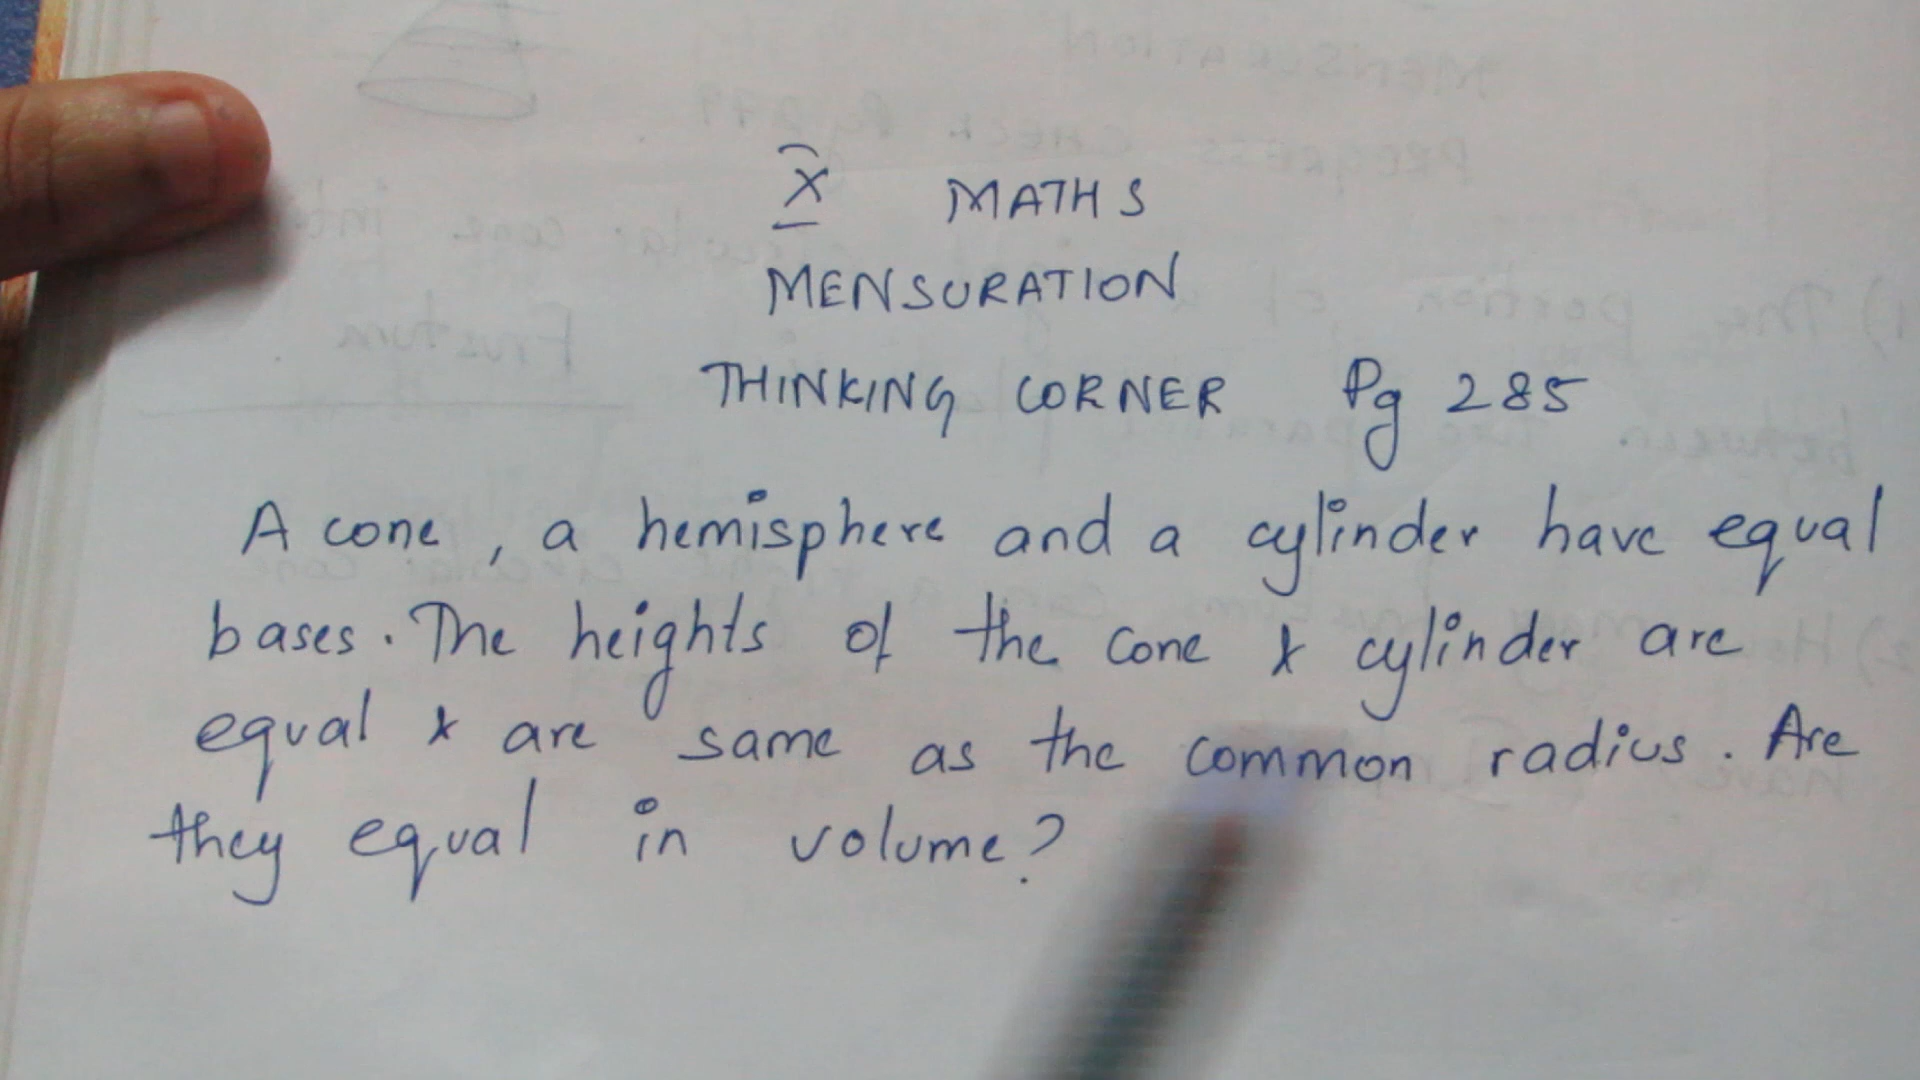 X MATHS
MENSURATION
THINKING CORNER Pg 285
A cone, a hemisphere and a cylinder have equal
bases. The heights of the cone & cylinder are
equal & are same as the common radius. Are
they equal in volume?